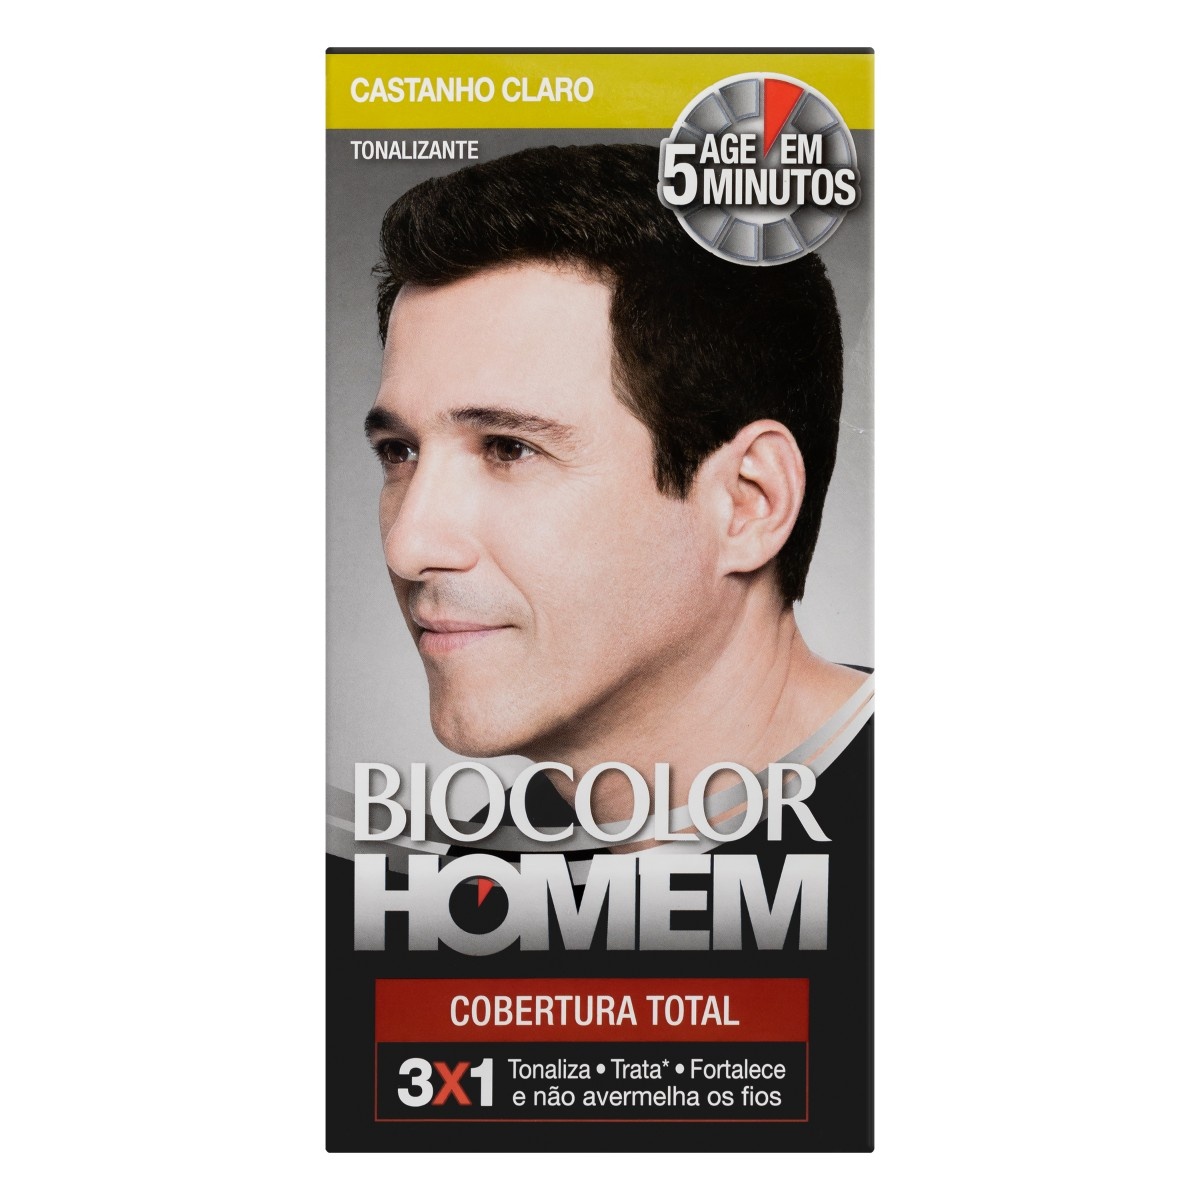 CASTANHO CLARO
TONALIZANTE
5 AGE EM
MINUTOS
BIOCOLOR
HOMEM
COBERTURA TOTAL
3X1 Tonaliza • Trata* • Fortalece
e não avermelha os fios